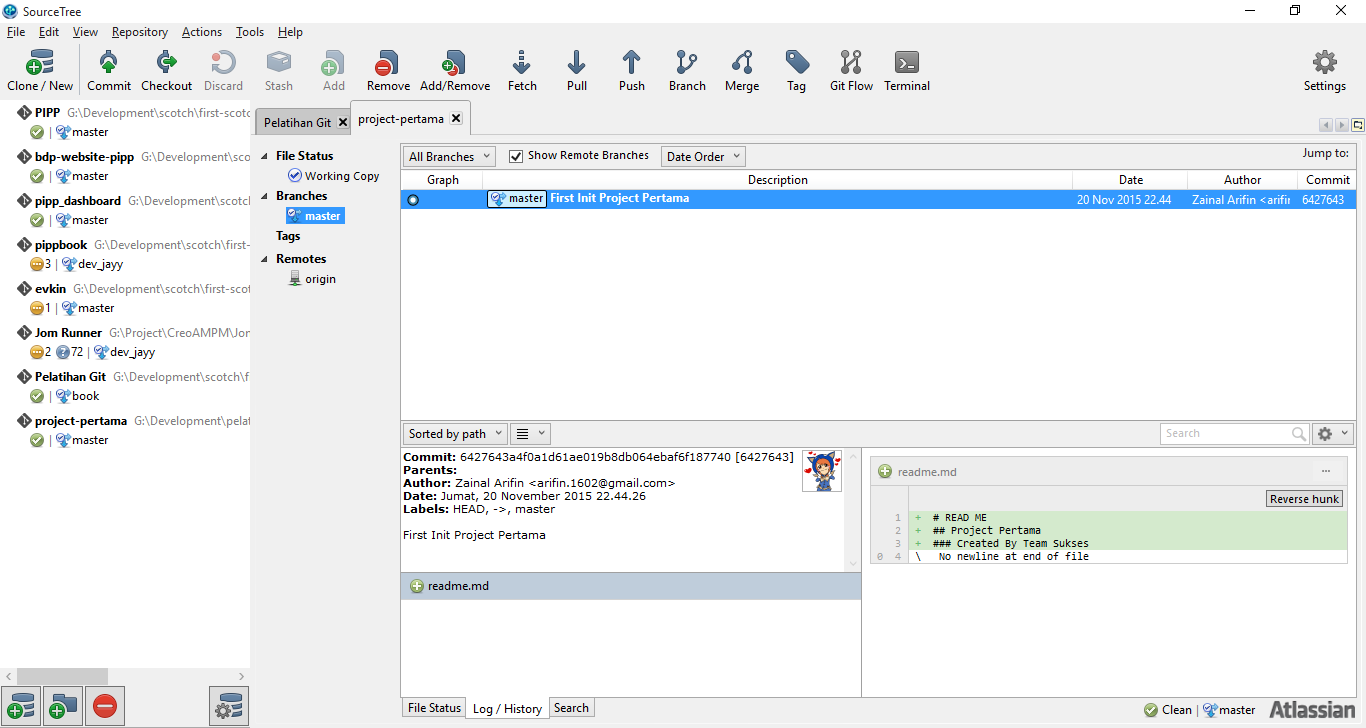 SourceTree
File Edit View Repository Actions Tools Help
Clone / New Commit Checkout Discard Stash Add Remove Add/Remove Fetch Pull Push Branch Merge Tag Git Flow Terminal Settings
PIPP G:\Development\scotch\first-scotc
master
bdp-website-pipp G:\Development\sco
master
pipp_dashboard G:\Development\scotc
master
pippbook G:\Development\scotch\first-
3 | dev_jayy
evkin G:\Development\scotch\first-scot
1 | master
Jom Runner G:\Project\CreoAMPM\Jon
2 72 | dev_jayy
Pelatihan Git G:\Development\scotch\f
book
project-pertama G:\Development\pelat
master
Pelatihan Git project-pertama
File Status
Working Copy
Branches
master
Tags
Remotes
origin
All Branches Show Remote Branches Date Order Jump to:
Graph Description Date Author Commit
master First Init Project Pertama 20 Nov 2015 22.44 Zainal Arifin <arifin 6427643
Sorted by path Search
Commit: 6427643a4f0a1d61ae019b8db064ebaf6f187740 [6427643]
Parents:
Author: Zainal Arifin <arifin.1602@gmail.com>
Date: Jumat, 20 November 2015 22.44.26
Labels: HEAD, ->, master
First Init Project Pertama
readme.md
readme.md ...
Reverse hunk
1 + # READ ME
2 + ## Project Pertama
3 + ### Created By Team Sukses
0 4 \ No newline at end of file
File Status Log / History Search
Clean | master Atlassian